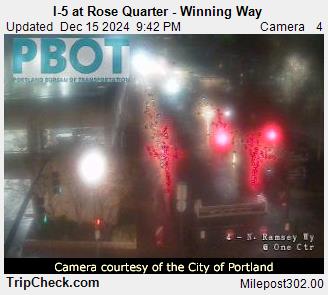 I-5 at Rose Quarter - Winning Way
Updated Dec 15 2024 9:42 PM Camera 4
PBOT
PORTLAND BUREAU OF TRANSPORTATION
4 - N. Ramsey Wy
@ One Ctr
Camera courtesy of the City of Portland
TripCheck.com Milepost302.00